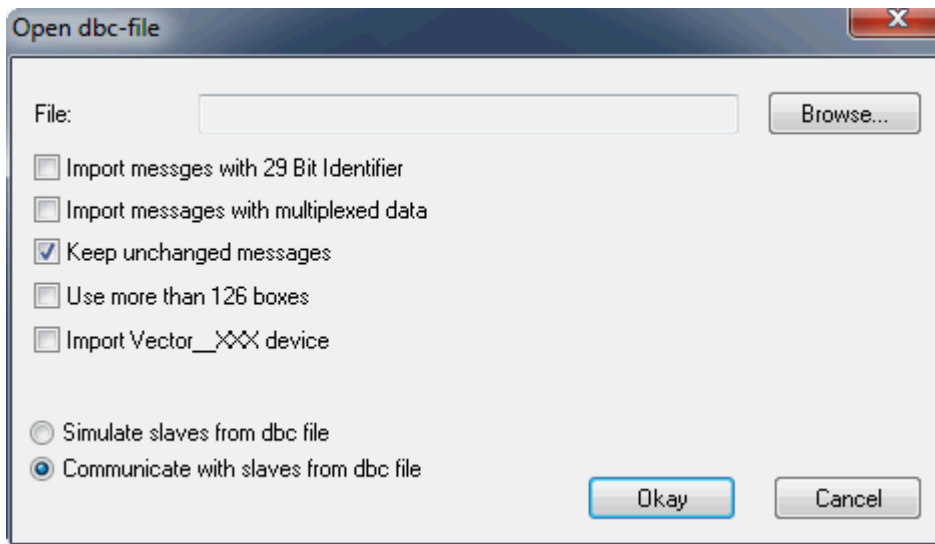 Open dbc-file
File:
Browse...
Import messges with 29 Bit Identifier
Import messages with multiplexed data
Keep unchanged messages
Use more than 126 boxes
Import Vector__XXX device
Simulate slaves from dbc file
Communicate with slaves from dbc file
Okay
Cancel